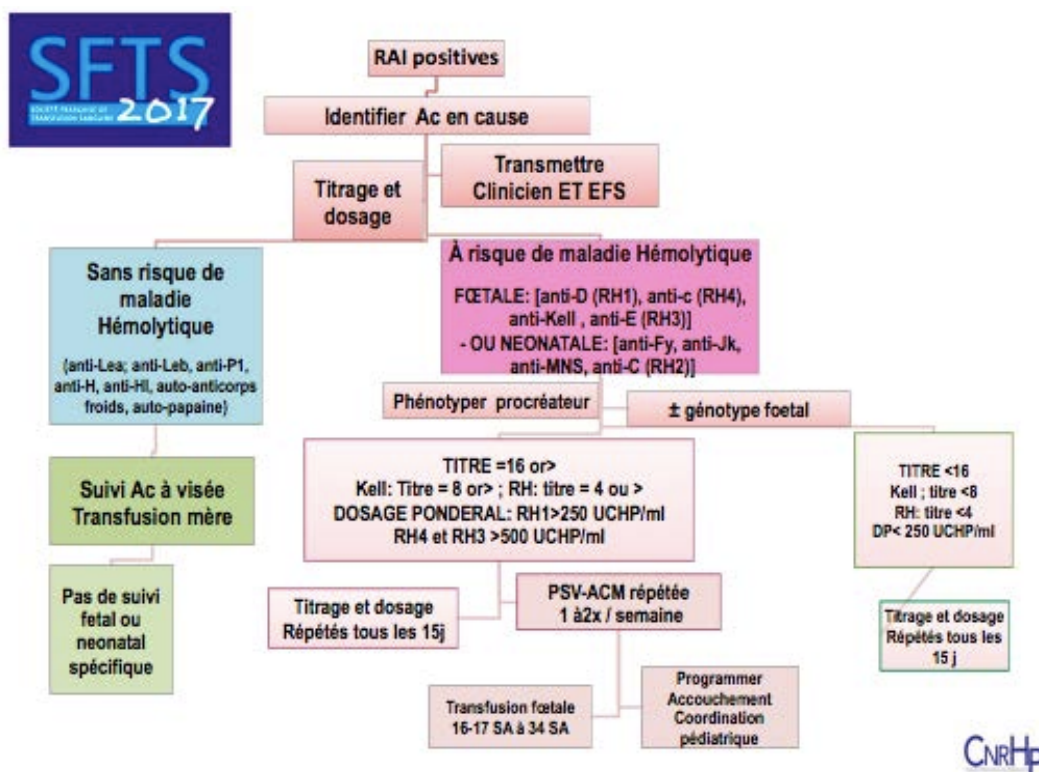 SFTS
SOCIÉTÉ FRANÇAISE DE
TRANSFUSION SANGUINE
2017
RAI positives
Identifier Ac en cause
Transmettre
Clinicien ET EFS
Titrage et
dosage
Sans risque de
maladie
Hémolytique
(anti-Lea; anti-Leb, anti-P1,
anti-H, anti-HI, auto-anticorps
froids, auto-papaine)
À risque de maladie Hémolytique
FŒTALE: [anti-D (RH1), anti-c (RH4),
anti-Kell , anti-E (RH3)]
- OU NEONATALE: [anti-Fy, anti-Jk,
anti-MNS, anti-C (RH2)]
Phénotyper procréateur
± génotype foetal
Suivi Ac à visée
Transfusion mère
TITRE =16 or>
Kell: Titre = 8 or> ; RH: titre = 4 ou >
DOSAGE PONDERAL: RH1>250 UCHP/ml
RH4 et RH3 >500 UCHP/ml
TITRE <16
Kell ; titre <8
RH: titre <4
DP< 250 UCHP/ml
Pas de suivi
fetal ou
neonatal
spécifique
Titrage et dosage
Répétés tous les 15j
PSV-ACM répétée
1 à2x / semaine
Titrage et dosage
Répétés tous les
15 j
Transfusion fœtale
16-17 SA à 34 SA
Programmer
Accouchement
Coordination
pédiatrique
CNRHp